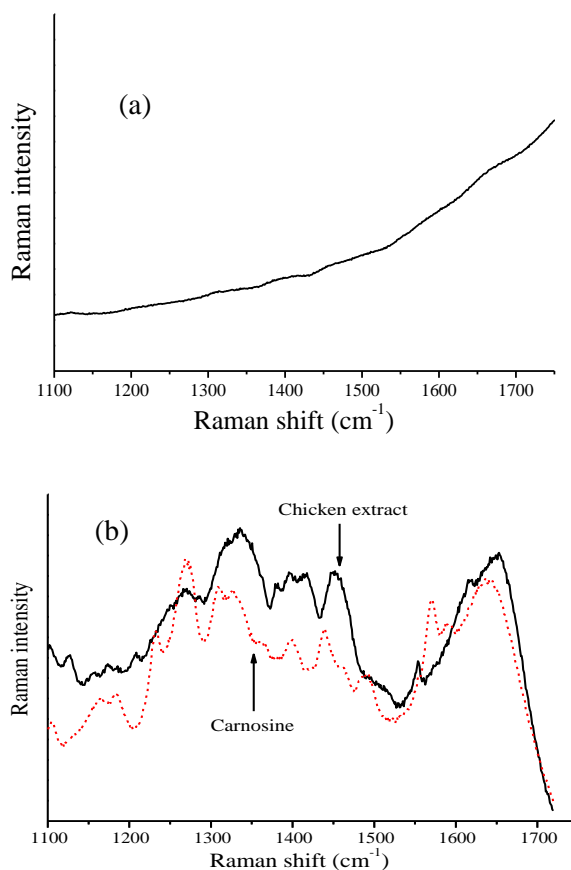 (a)
Raman intensity
1100 1200 1300 1400 1500 1600 1700
Raman shift (cm⁻¹)
(b)
Chicken extract
Carnosine
Raman intensity
1100 1200 1300 1400 1500 1600 1700
Raman shift (cm⁻¹)